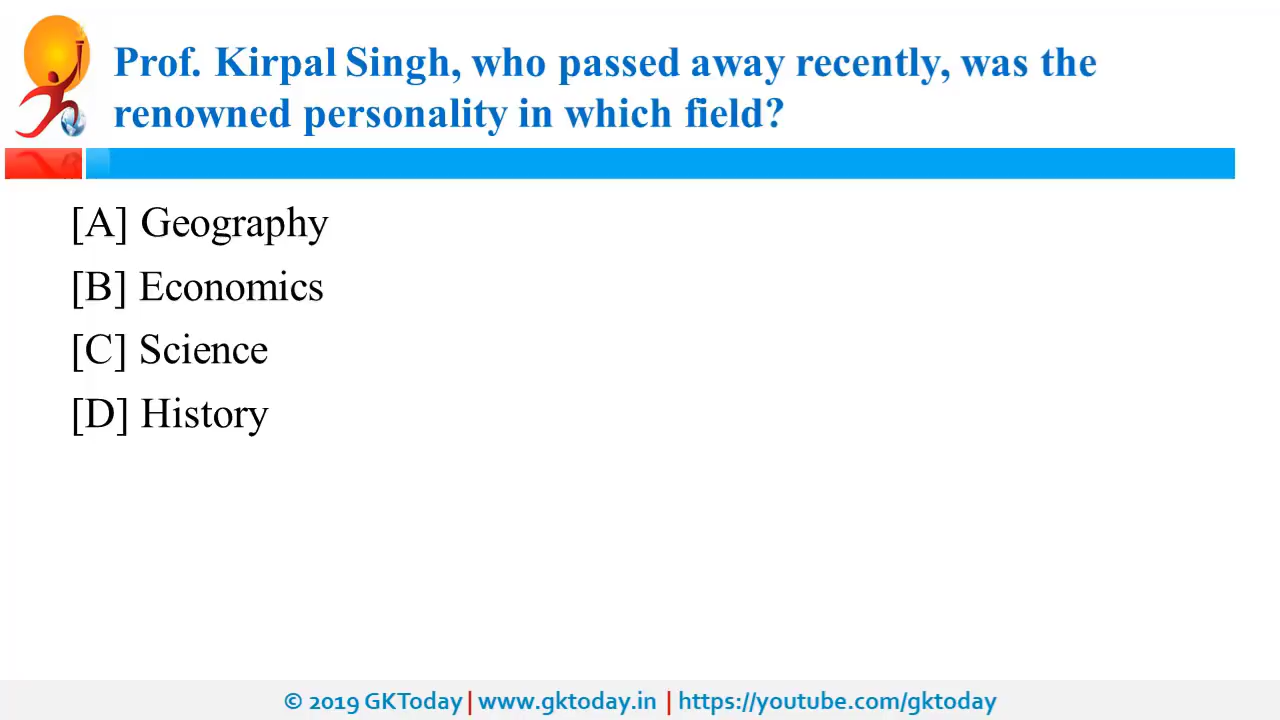 Prof. Kirpal Singh, who passed away recently, was the
renowned personality in which field?
[A] Geography
[B] Economics
[C] Science
[D] History
© 2019 GKToday | www.gktoday.in | https://youtube.com/gktoday